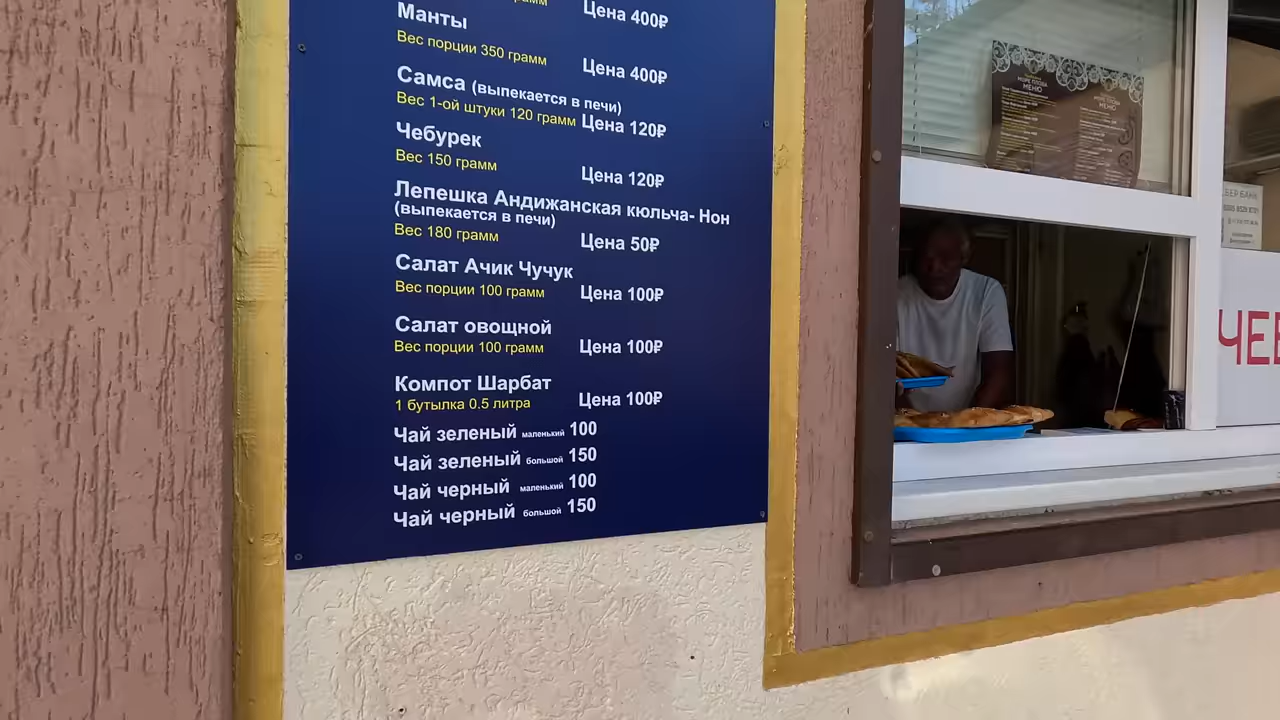 грамм
Цена 400₽
Манты
Вес порции 350 грамм
Цена 400₽
Самса (выпекается в печи)
Вес 1-ой штуки 120 грамм Цена 120₽
Чебурек
Вес 150 грамм
Цена 120₽
Лепешка Андижанская кюльча- Нон
(выпекается в печи)
Вес 180 грамм
Цена 50₽
Салат Ачик Чучук
Вес порции 100 грамм
Цена 100₽
Салат овощной
Вес порции 100 грамм
Цена 100₽
Компот Шарбат
1 бутылка 0.5 литра
Цена 100₽
Чай зеленый маленький 100
Чай зеленый большой 150
Чай черный маленький 100
Чай черный большой 150
МЕНЮ
МЕНЮ
БАНК
ЧЕБ